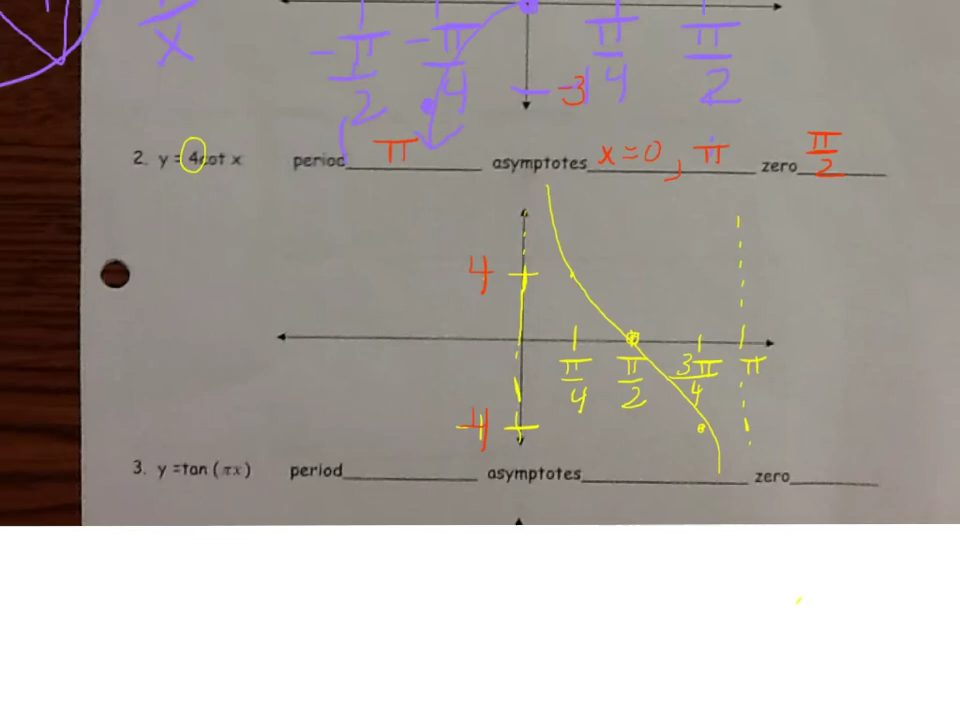 1
x
-π/2 -π/4 π/4 π/2
-3
2. y = 4cot x period π asymptotes x=0, π zero π/2
4
π/4 π/2 3π/4 π
-4
3. y =tan (πx) period asymptotes zero